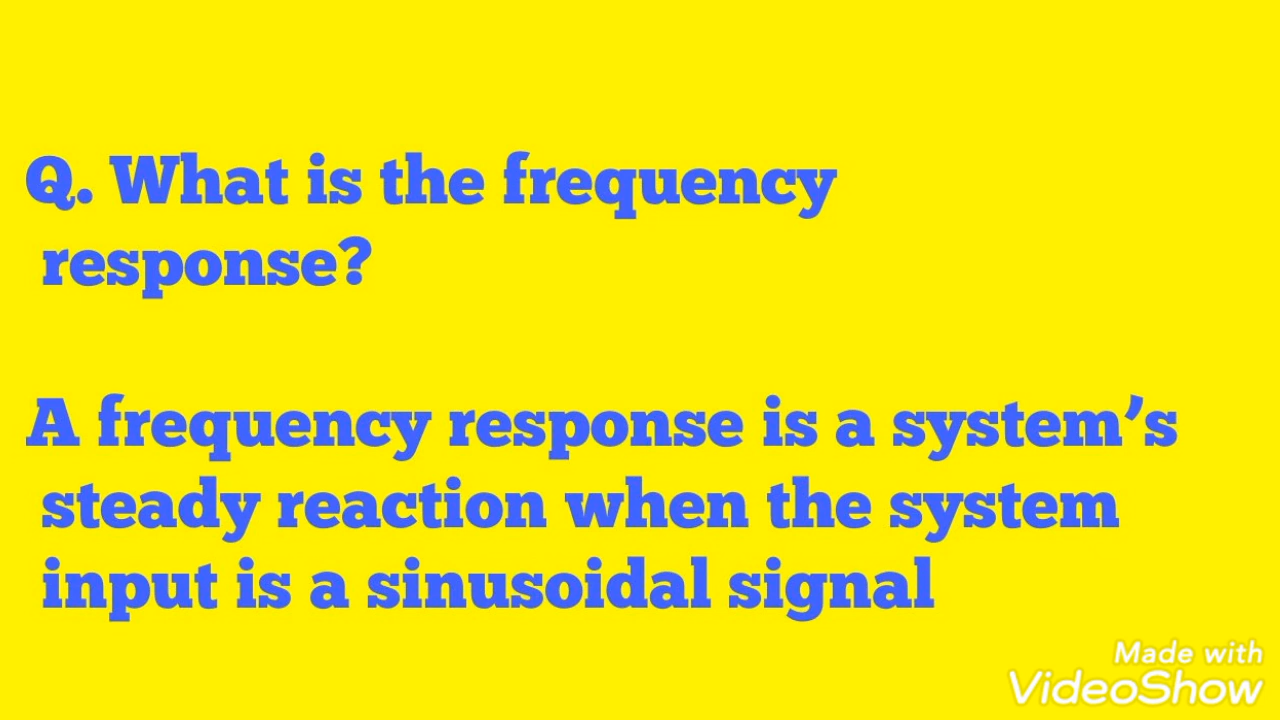 Q. What is the frequency
response?
A frequency response is a system’s
steady reaction when the system
input is a sinusoidal signal
Made with
VideoShow